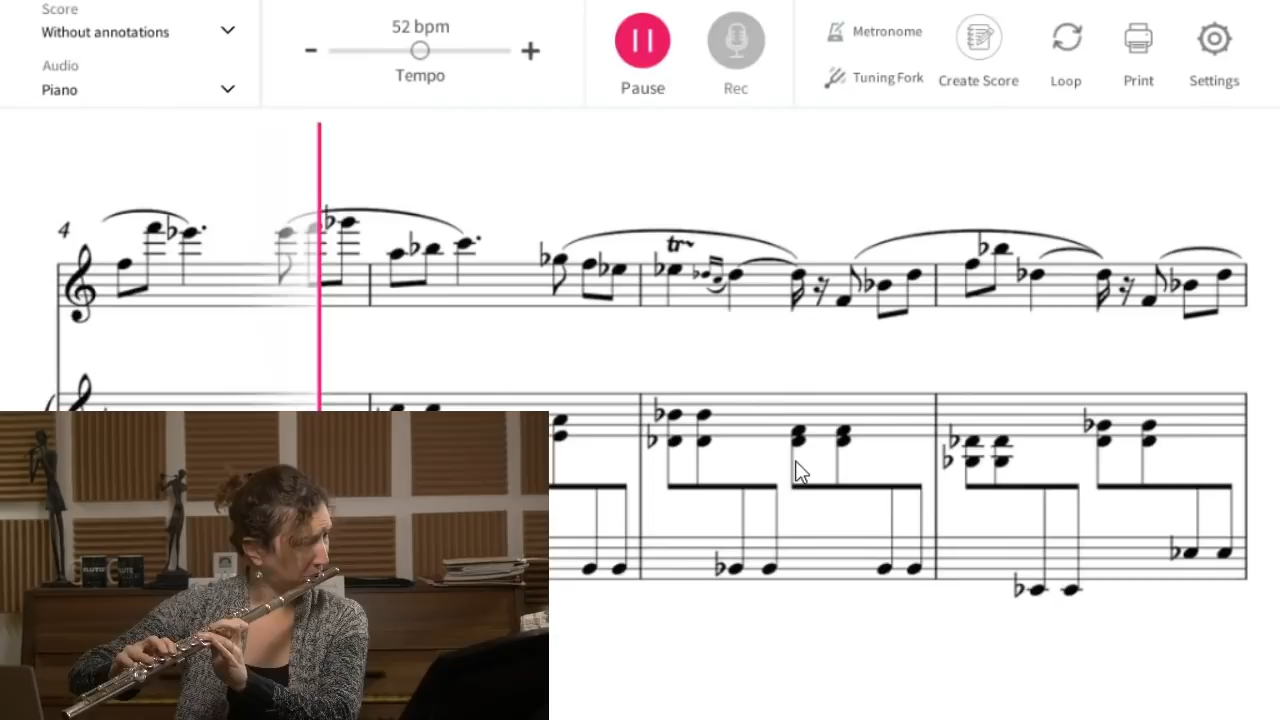 Score
Without annotations
Audio
Piano
52 bpm
- +
Tempo
Pause
Rec
Metronome
Tuning Fork
Create Score
Loop
Print
Settings
4
tr